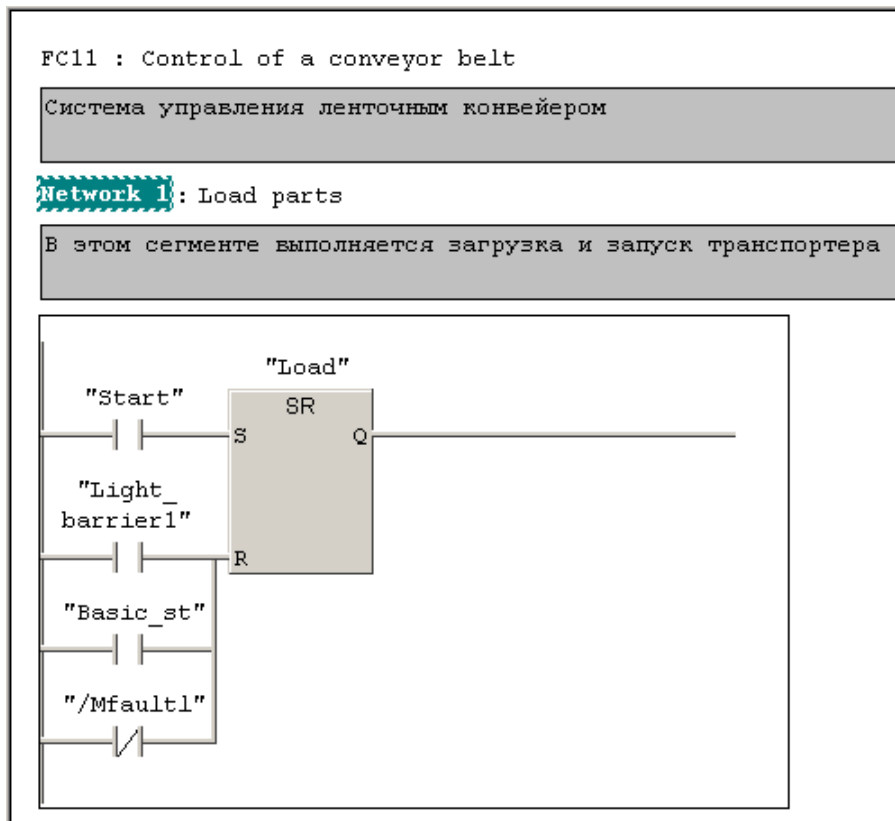 FC11 : Control of a conveyor belt
Система управления ленточным конвейером
Network 1: Load parts
В этом сегменте выполняется загрузка и запуск транспортера
"Load"
"Start"
SR
S
Q
"Light_
barrier1"
R
"Basic_st"
"/Mfault1"